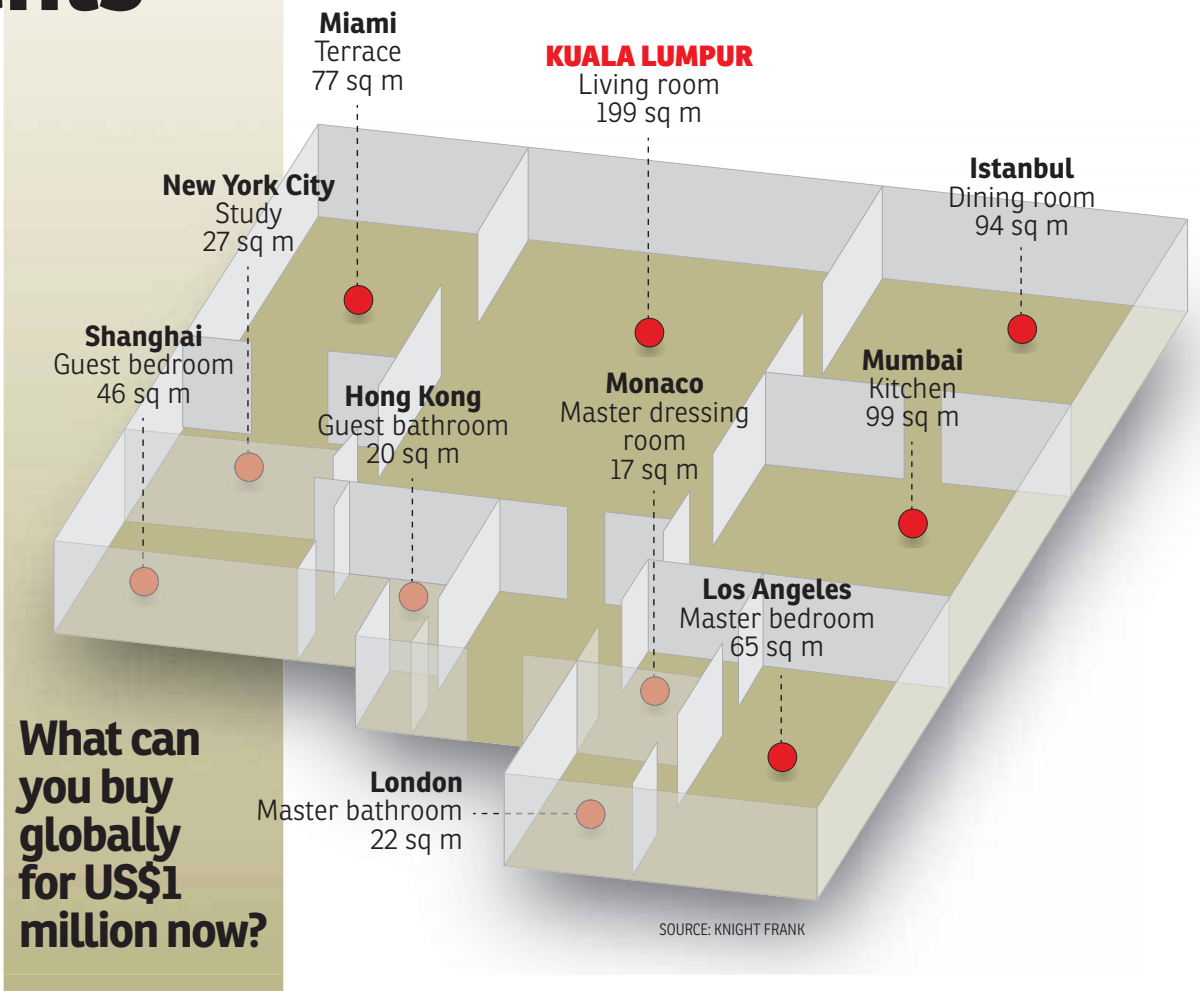 Miami
Terrace
77 sq m
KUALA LUMPUR
Living room
199 sq m
Istanbul
Dining room
94 sq m
New York City
Study
27 sq m
Shanghai
Guest bedroom
46 sq m
Hong Kong
Guest bathroom
20 sq m
Monaco
Master dressing
room
17 sq m
Mumbai
Kitchen
99 sq m
Los Angeles
Master bedroom
65 sq m
London
Master bathroom
22 sq m
What can
you buy
globally
for US$1
million now?
SOURCE: KNIGHT FRANK